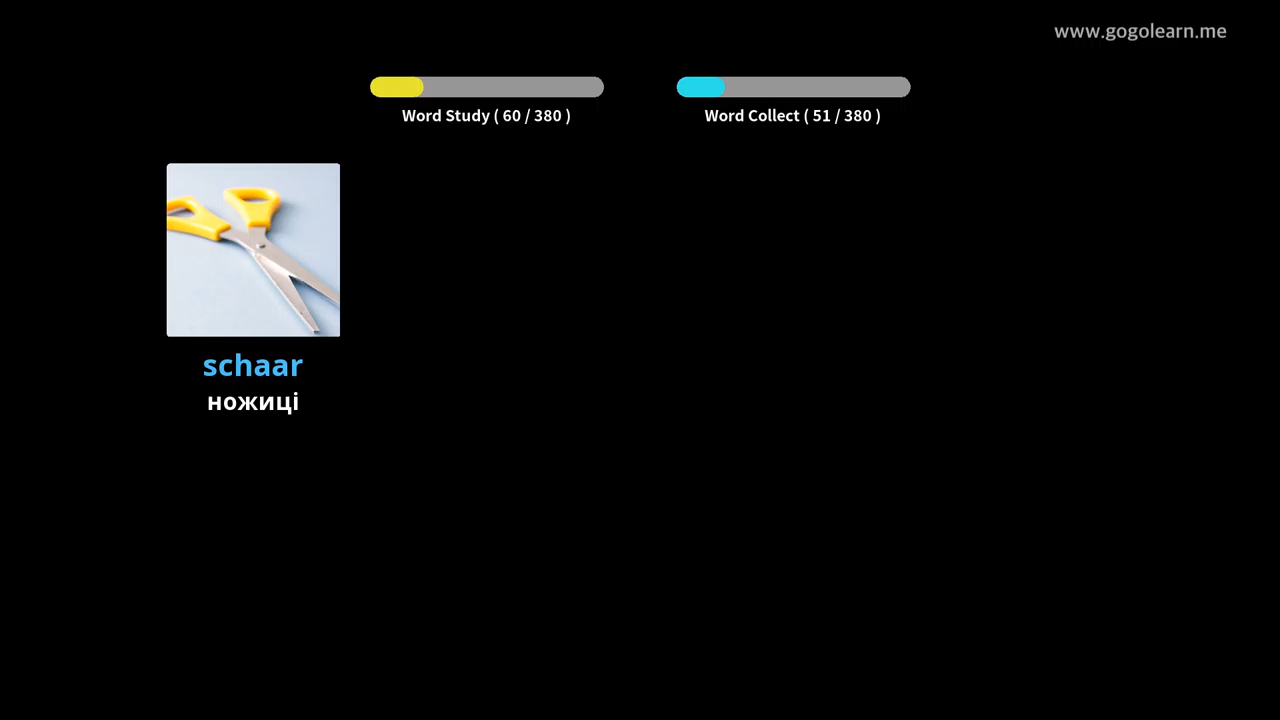 www.gogolearn.me
Word Study ( 60 / 380 )
Word Collect ( 51 / 380 )
schaar
ножиці